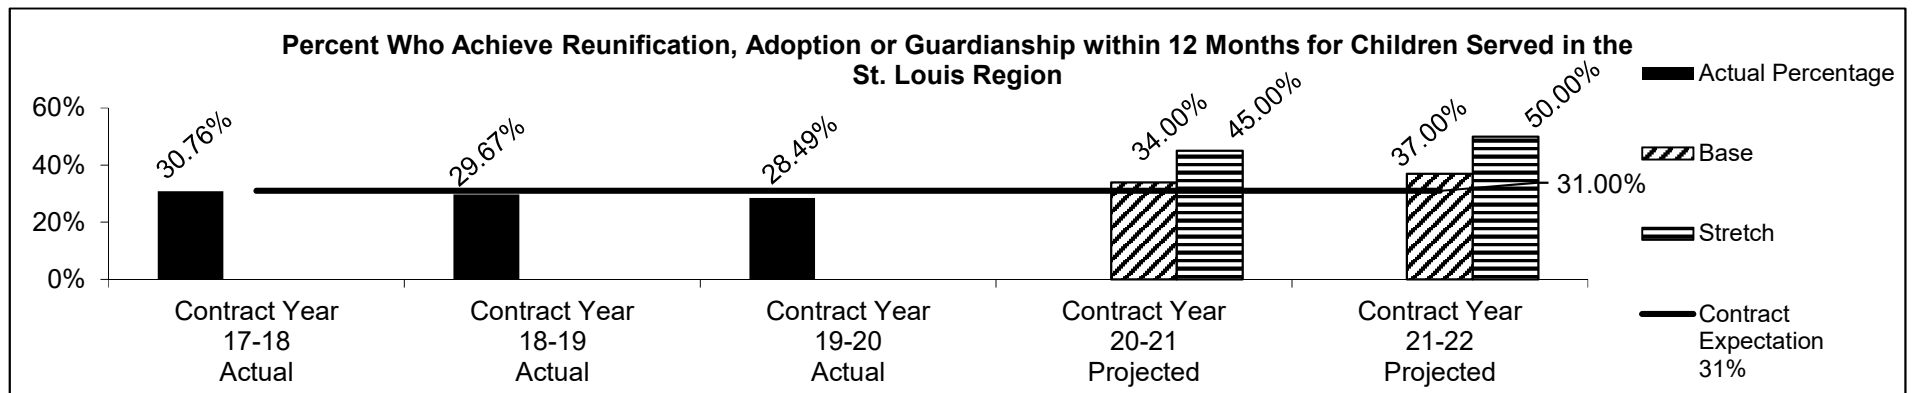 Percent Who Achieve Reunification, Adoption or Guardianship within 12 Months for Children Served in the
St. Louis Region
60%
40%
20%
0%
30.76%
29.67%
28.49%
34.00%
45.00%
37.00%
50.00%
31.00%
Contract Year
17-18
Actual
Contract Year
18-19
Actual
Contract Year
19-20
Actual
Contract Year
20-21
Projected
Contract Year
21-22
Projected
Actual Percentage
Base
Stretch
Contract
Expectation
31%